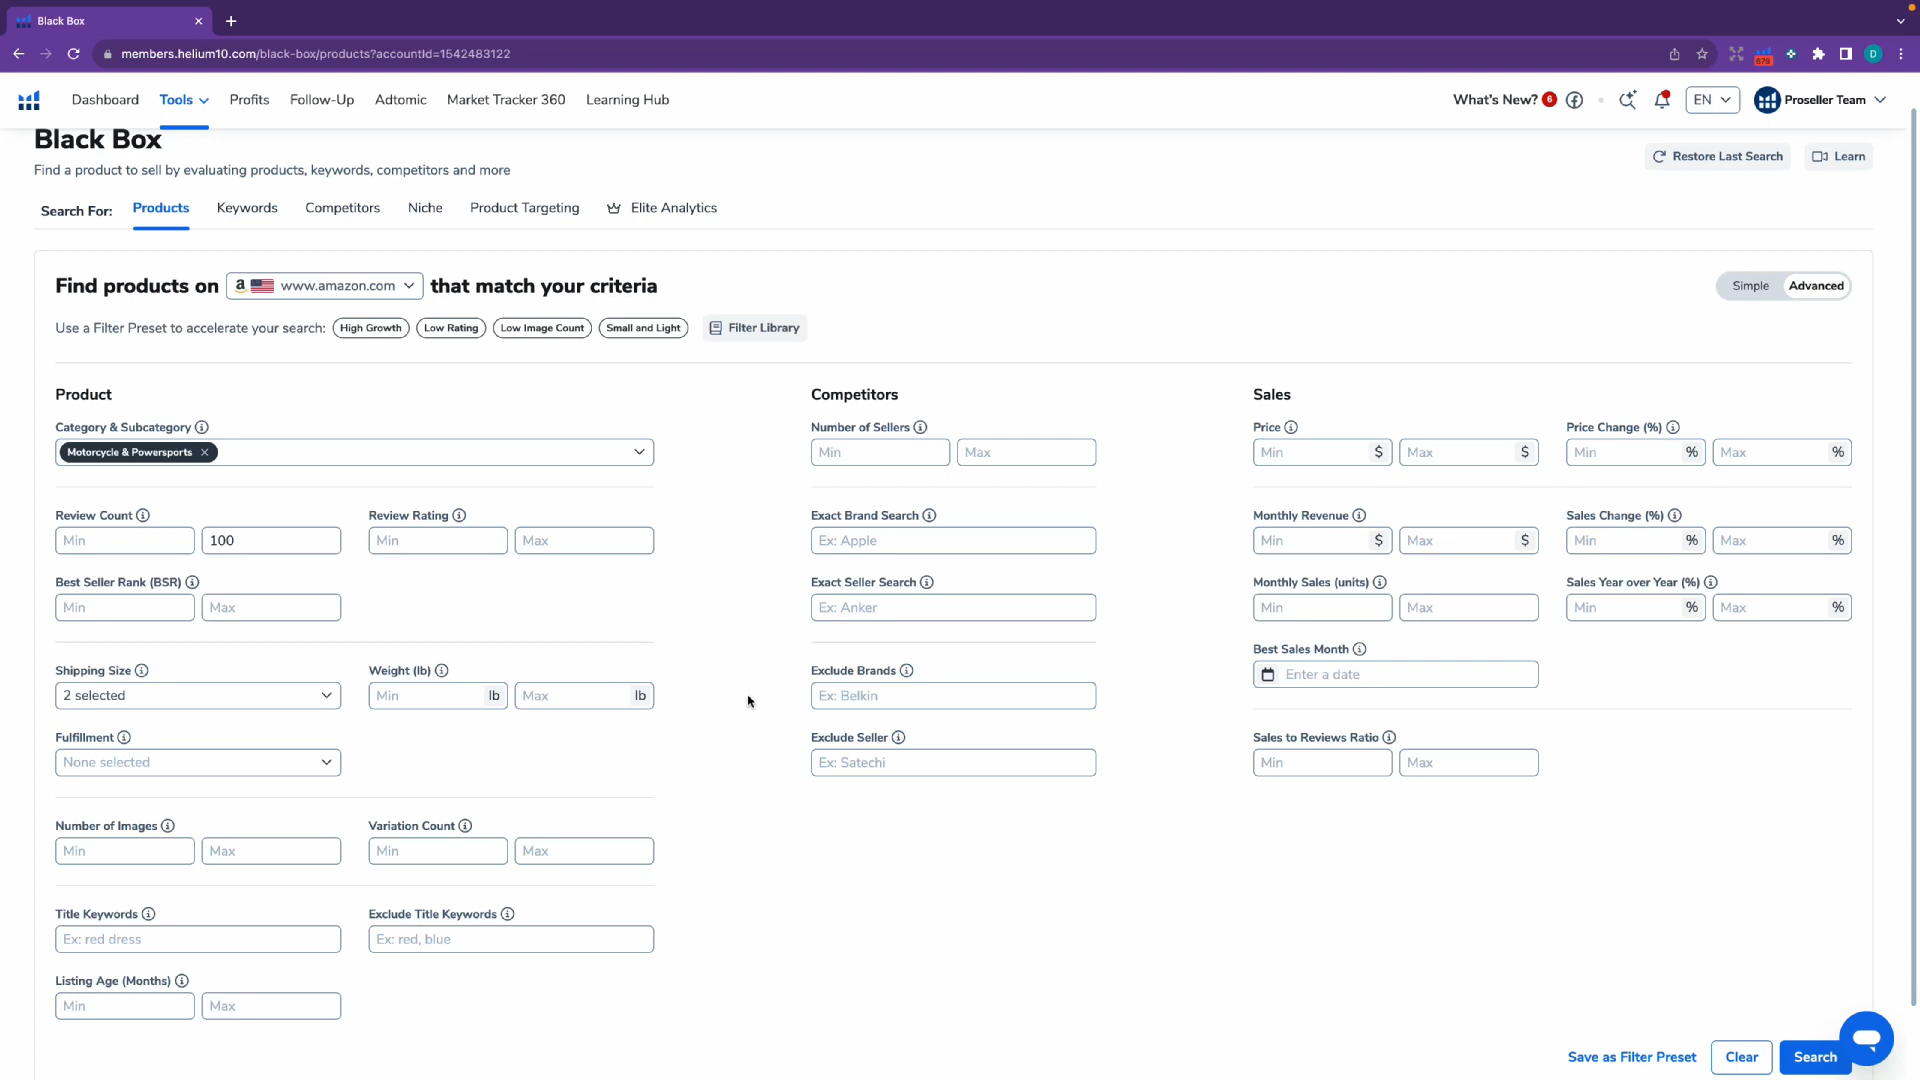 Black Box
members.helium10.com/black-box/products?accountId=1542483122
679
D
Dashboard Tools Profits Follow-Up Adtomic Market Tracker 360 Learning Hub
What's New? 6 EN Proseller Team
Black Box
Find a product to sell by evaluating products, keywords, competitors and more
Restore Last Search Learn
Search For: Products Keywords Competitors Niche Product Targeting Elite Analytics
Find products on a www.amazon.com that match your criteria
Simple Advanced
Use a Filter Preset to accelerate your search: High Growth Low Rating Low Image Count Small and Light Filter Library
Product Competitors Sales
Category & Subcategory Number of Sellers Price Price Change (%)
Motorcycle & Powersports Min Max Min $ Max $ Min % Max %
Review Count Review Rating Exact Brand Search Monthly Revenue Sales Change (%)
Min 100 Min Max Ex: Apple Min $ Max $ Min % Max %
Best Seller Rank (BSR) Exact Seller Search Monthly Sales (units) Sales Year over Year (%)
Min Max Ex: Anker Min Max Min % Max %
Best Sales Month
Shipping Size Weight (lb) Exclude Brands
Enter a date
2 selected Min lb Max lb Ex: Belkin
Fulfillment Exclude Seller Sales to Reviews Ratio
None selected Ex: Satechi Min Max
Number of Images Variation Count
Min Max Min Max
Title Keywords Exclude Title Keywords
Ex: red dress Ex: red, blue
Listing Age (Months)
Min Max
Save as Filter Preset Clear Search